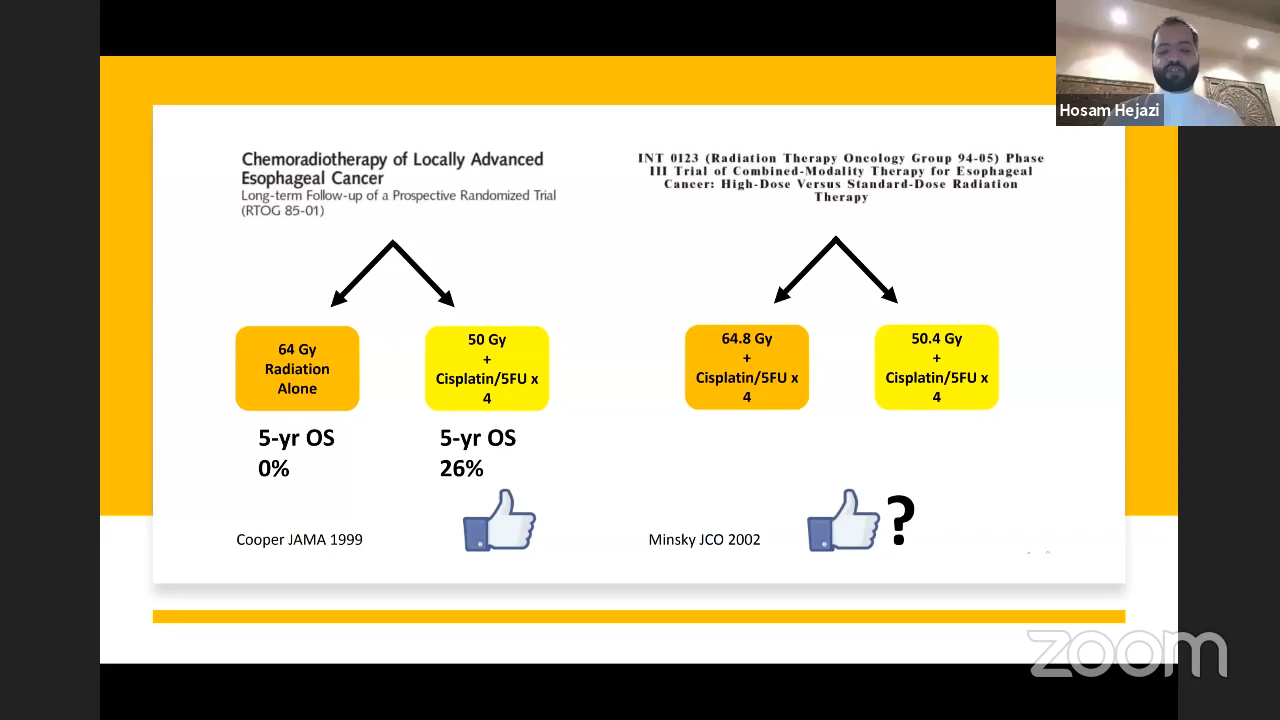 Hosam Hejazi
Chemoradiotherapy of Locally Advanced
Esophageal Cancer
Long-term Follow-up of a Prospective Randomized Trial
(RTOG 85-01)
INT 0123 (Radiation Therapy Oncology Group 94-05) Phase
III Trial of Combined-Modality Therapy for Esophageal
Cancer: High-Dose Versus Standard-Dose Radiation
Therapy
64 Gy
Radiation
Alone
50 Gy
+
Cisplatin/5FU x
4
64.8 Gy
+
Cisplatin/5FU x
4
50.4 Gy
+
Cisplatin/5FU x
4
5-yr OS
0%
5-yr OS
26%
?
Cooper JAMA 1999
Minsky JCO 2002
zoom